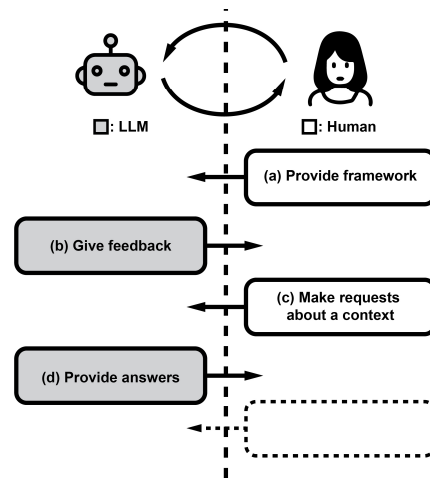 : LLM
: Human
(a) Provide framework
(b) Give feedback
(c) Make requests
about a context
(d) Provide answers